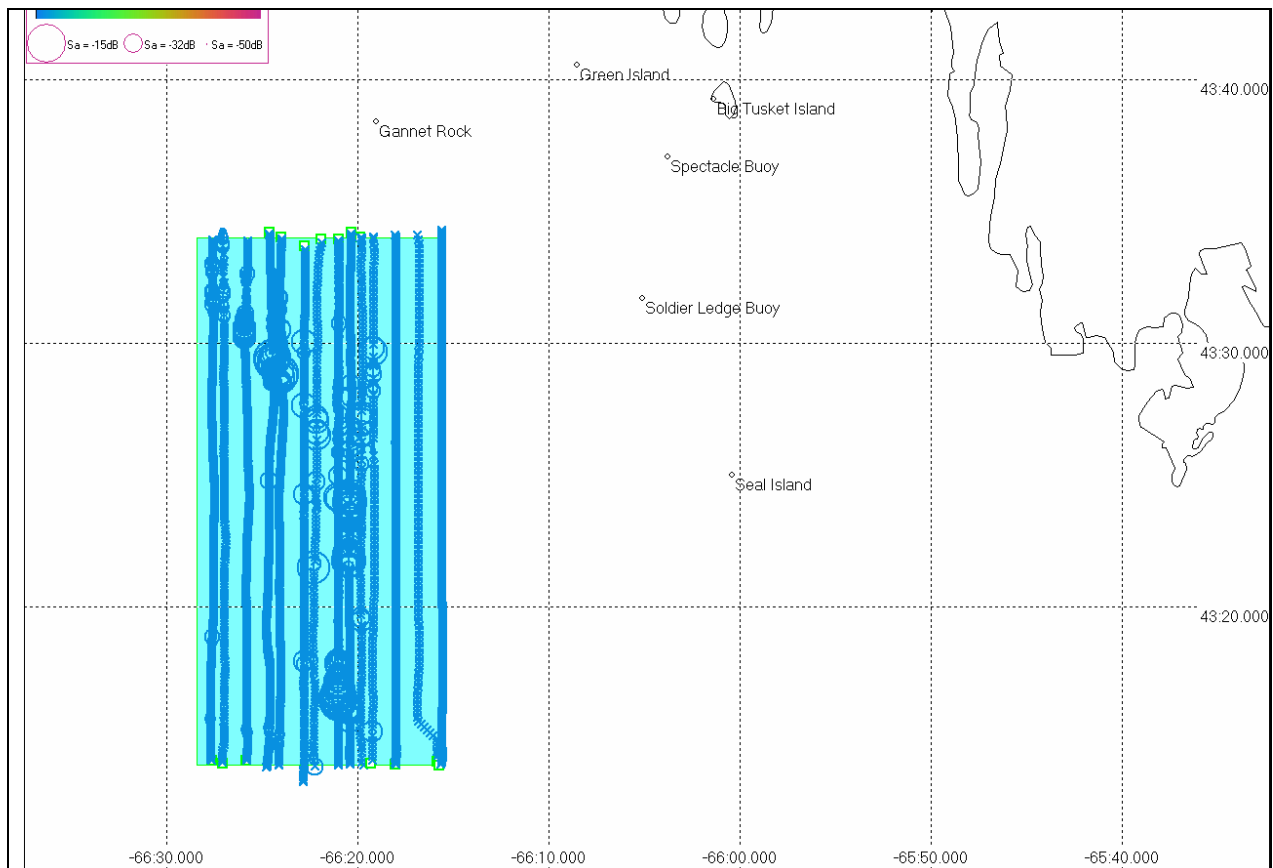 Sa = -15dB Sa = -32dB Sa = -50dB
Green Island
43:40.000
Big Tusket Island
Gannet Rock
Spectacle Buoy
Soldier Ledge Buoy
43:30.000
Seal Island
43:20.000
-66:30.000 -66:20.000 -66:10.000 -66:00.000 -65:50.000 -65:40.000